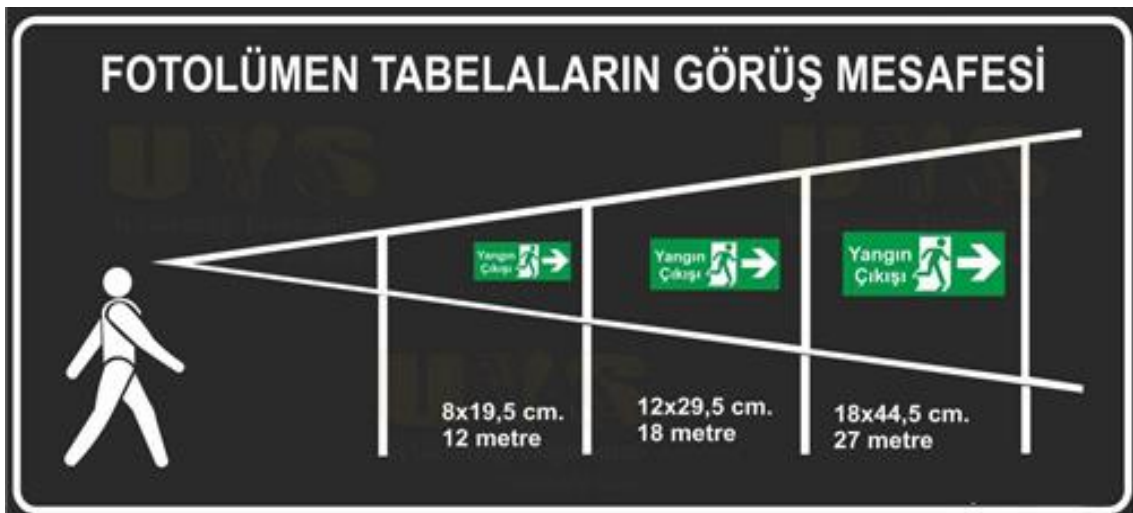 FOTOLÜMEN TABELALARIN GÖRÜŞ MESAFESİ
Yangın
Çıkışı
Yangın
Çıkışı
Yangın
Çıkışı
8x19,5 cm.
12 metre
12x29,5 cm.
18 metre
18x44,5 cm.
27 metre